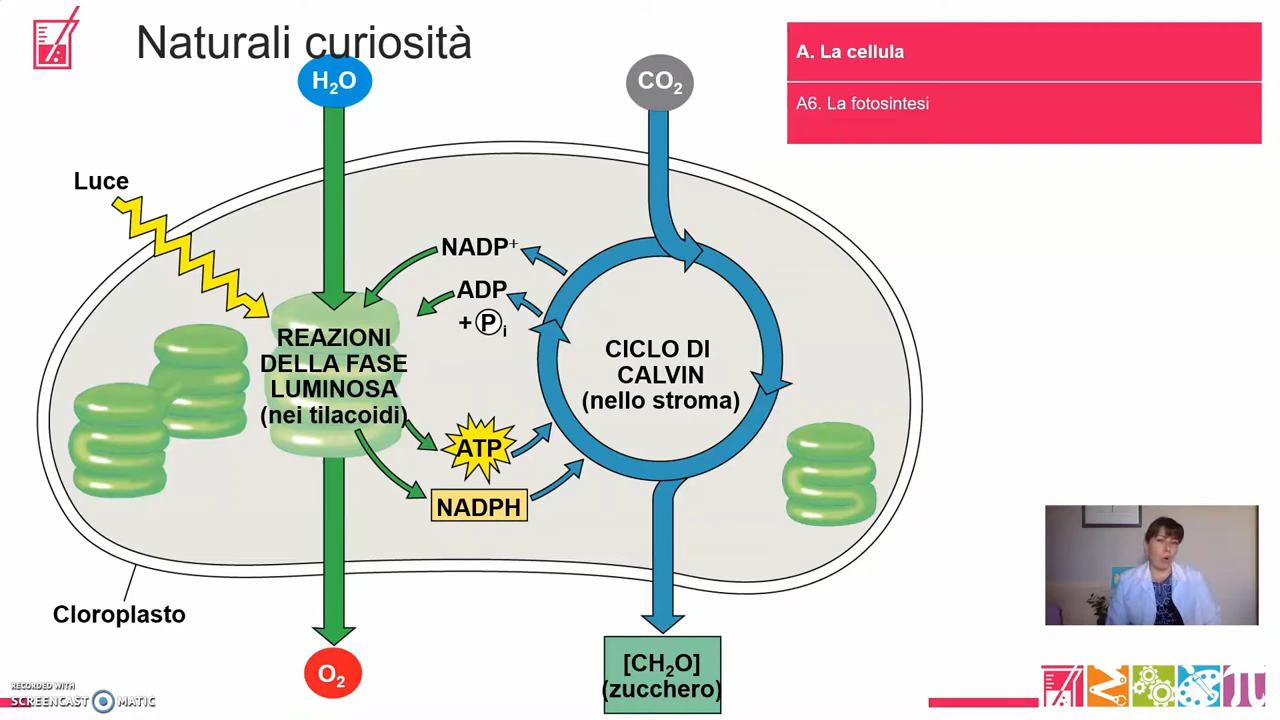 Naturali curiosità
A. La cellula
A6. La fotosintesi
H₂O
CO₂
Luce
NADP⁺
ADP
+ Pᵢ
REAZIONI
DELLA FASE
LUMINOSA
(nei tilacoidi)
CICLO DI
CALVIN
(nello stroma)
ATP
NADPH
Cloroplasto
O₂
[CH₂O]
(zucchero)
RECORDED WITH
SCREENCAST MATIC